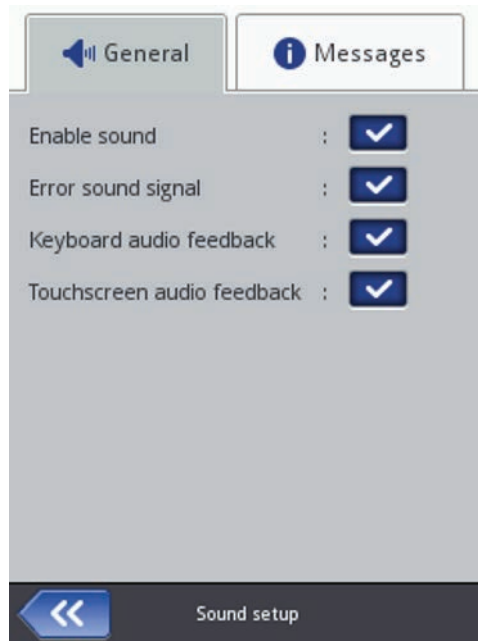 General
Messages
Enable sound :
Error sound signal :
Keyboard audio feedback :
Touchscreen audio feedback :
Sound setup